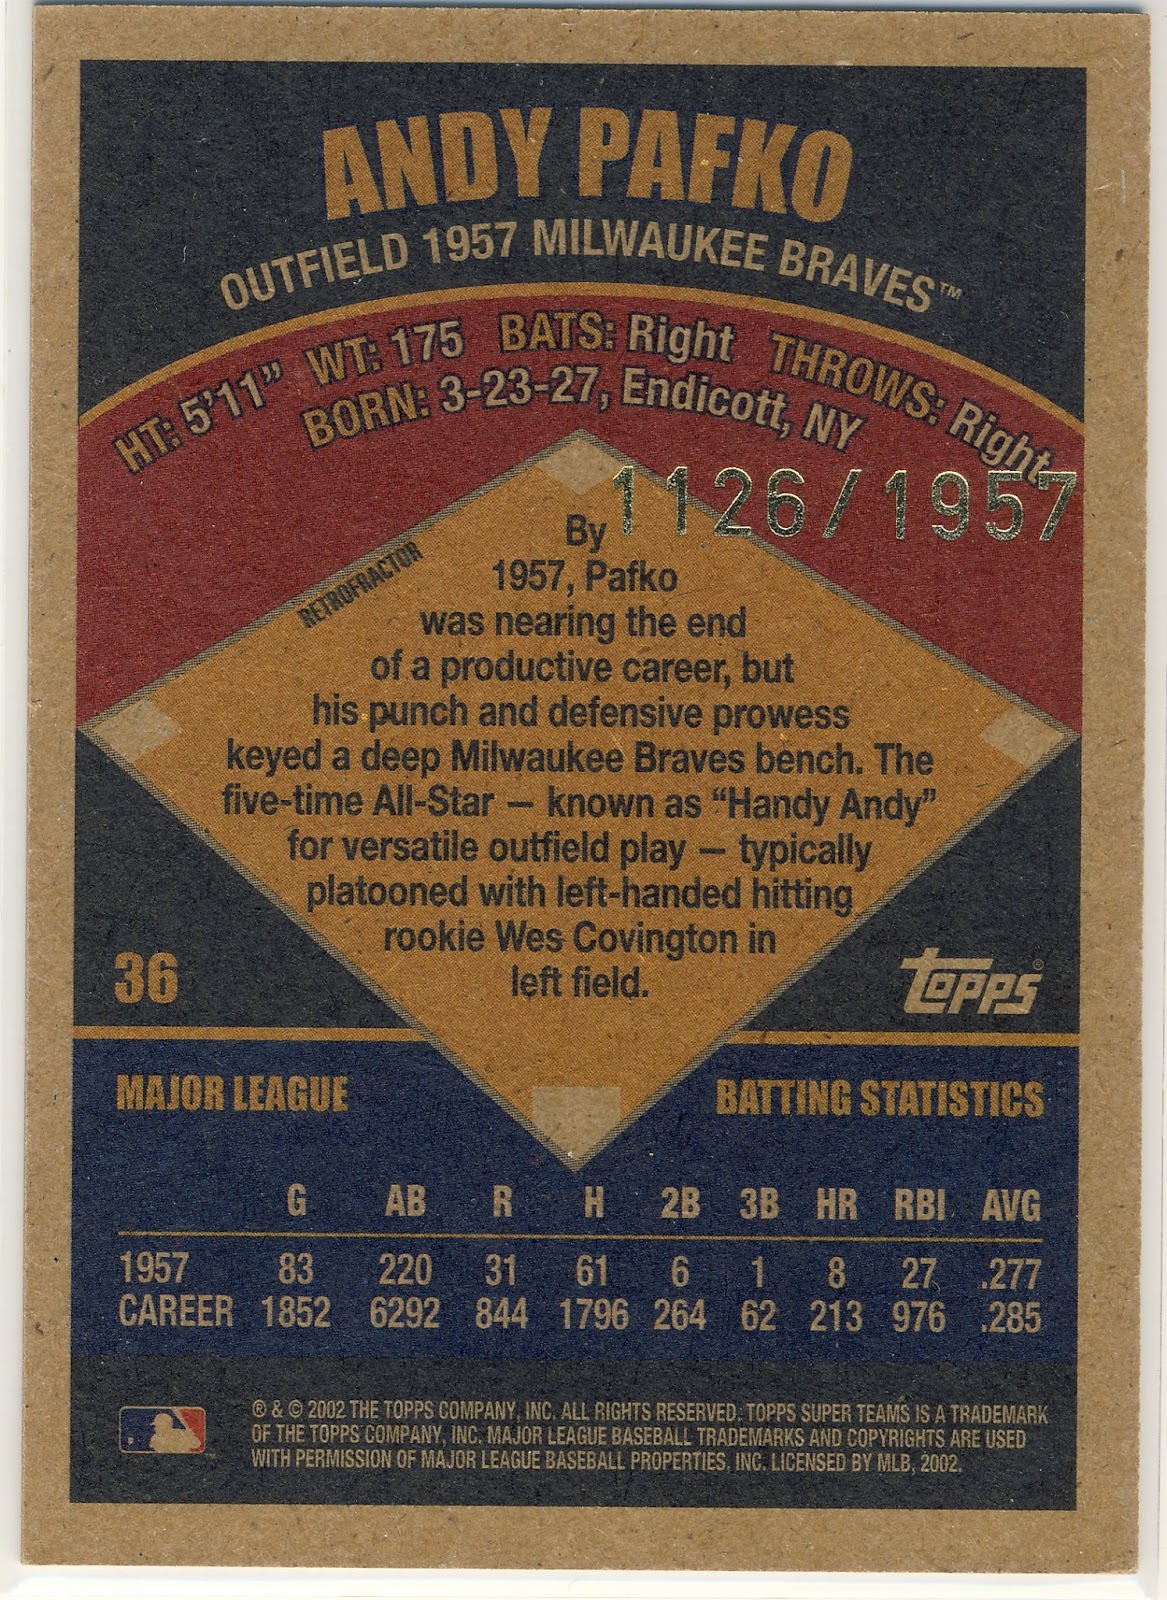 ANDY PAFKO
OUTFIELD 1957 MILWAUKEE BRAVES™
HT: 5'11" WT: 175 BATS: Right THROWS: Right
BORN: 3-23-27, Endicott, NY
1126/1957
RETROFRACTOR
By
1957, Pafko
was nearing the end
of a productive career, but
his punch and defensive prowess
keyed a deep Milwaukee Braves bench. The
five-time All-Star — known as “Handy Andy”
for versatile outfield play — typically
platooned with left-handed hitting
rookie Wes Covington in
left field.
36
Topps®
MAJOR LEAGUE BATTING STATISTICS
G AB R H 2B 3B HR RBI AVG
1957 83 220 31 61 6 1 8 27 .277
CAREER 1852 6292 844 1796 264 62 213 976 .285
® & © 2002 THE TOPPS COMPANY, INC. ALL RIGHTS RESERVED. TOPPS SUPER TEAMS IS A TRADEMARK
OF THE TOPPS COMPANY, INC. MAJOR LEAGUE BASEBALL TRADEMARKS AND COPYRIGHTS ARE USED
WITH PERMISSION OF MAJOR LEAGUE BASEBALL PROPERTIES, INC. LICENSED BY MLB, 2002.